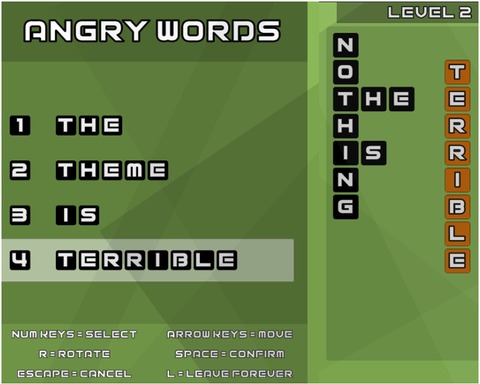 ANGRY WORDS
1 THE
2 THEME
3 IS
4 TERRIBLE
NUM KEYS = SELECT
ARROW KEYS = MOVE
R = ROTATE
SPACE = CONFIRM
ESCAPE = CANCEL
L = LEAVE FOREVER
LEVEL 2
NOTHING
THE
IS
TERRIBLE